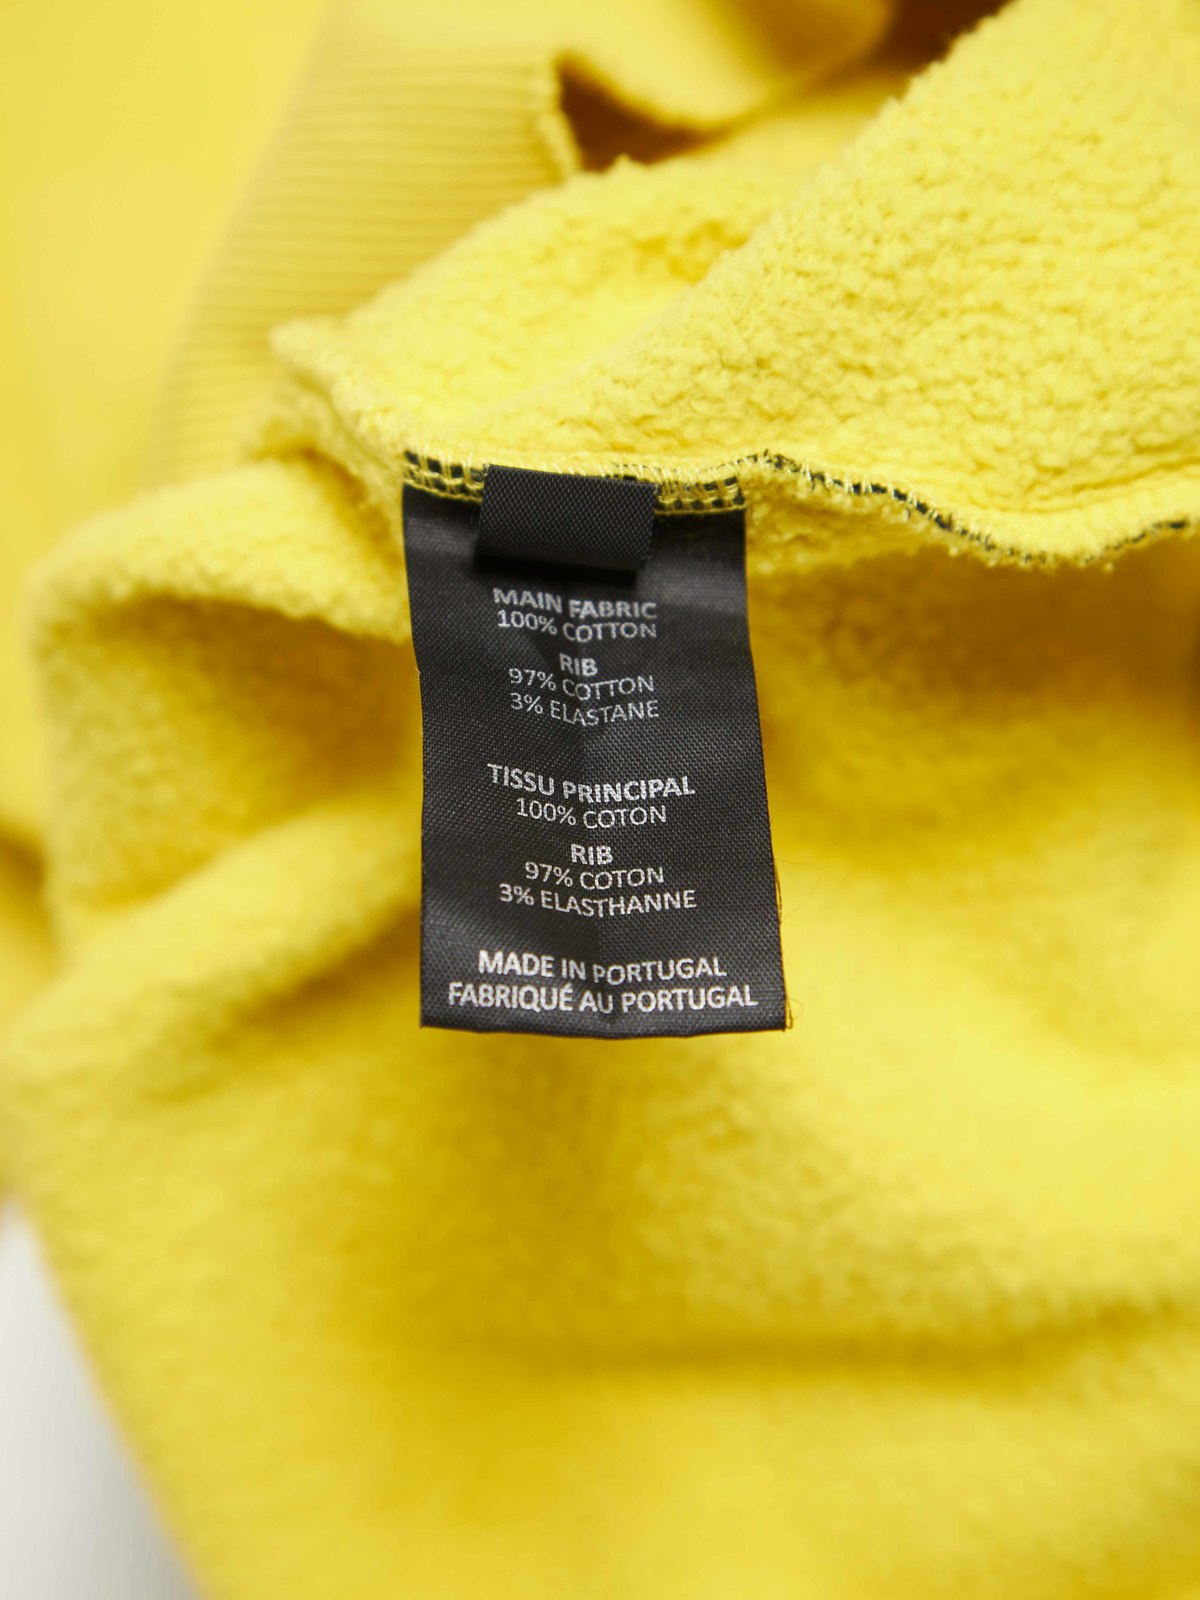 MAIN FABRIC
100% COTTON
RIB
97% COTTON
3% ELASTANE
TISSU PRINCIPAL
100% COTON
RIB
97% COTON
3% ELASTHANNE
MADE IN PORTUGAL
FABRIQUÉ AU PORTUGAL